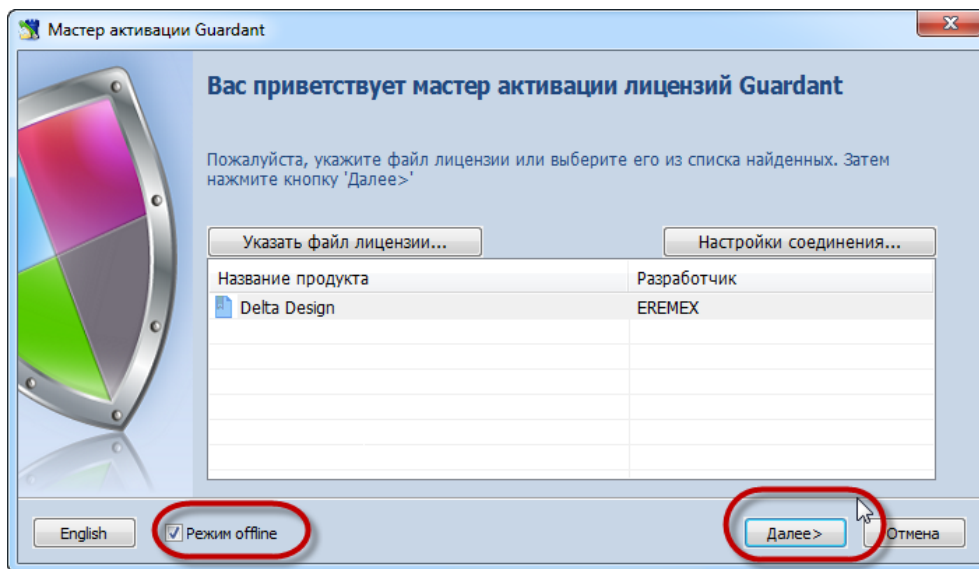 Мастер активации Guardant
Вас приветствует мастер активации лицензий Guardant
Пожалуйста, укажите файл лицензии или выберите его из списка найденных. Затем
нажмите кнопку 'Далее>'
Указать файл лицензии... Настройки соединения...
Название продукта Разработчик
Delta Design EREMEX
English Режим offline Далее> Отмена